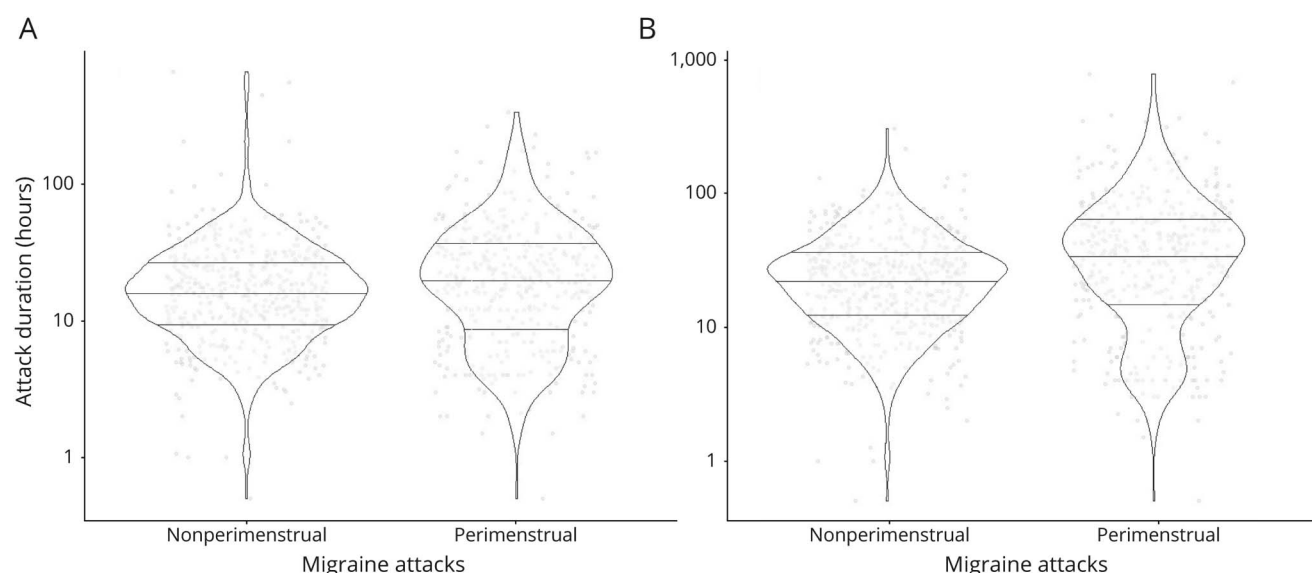 A
Attack duration (hours)
100
10
1
Nonperimenstrual Perimenstrual
Migraine attacks
B
1,000
100
10
1
Nonperimenstrual Perimenstrual
Migraine attacks